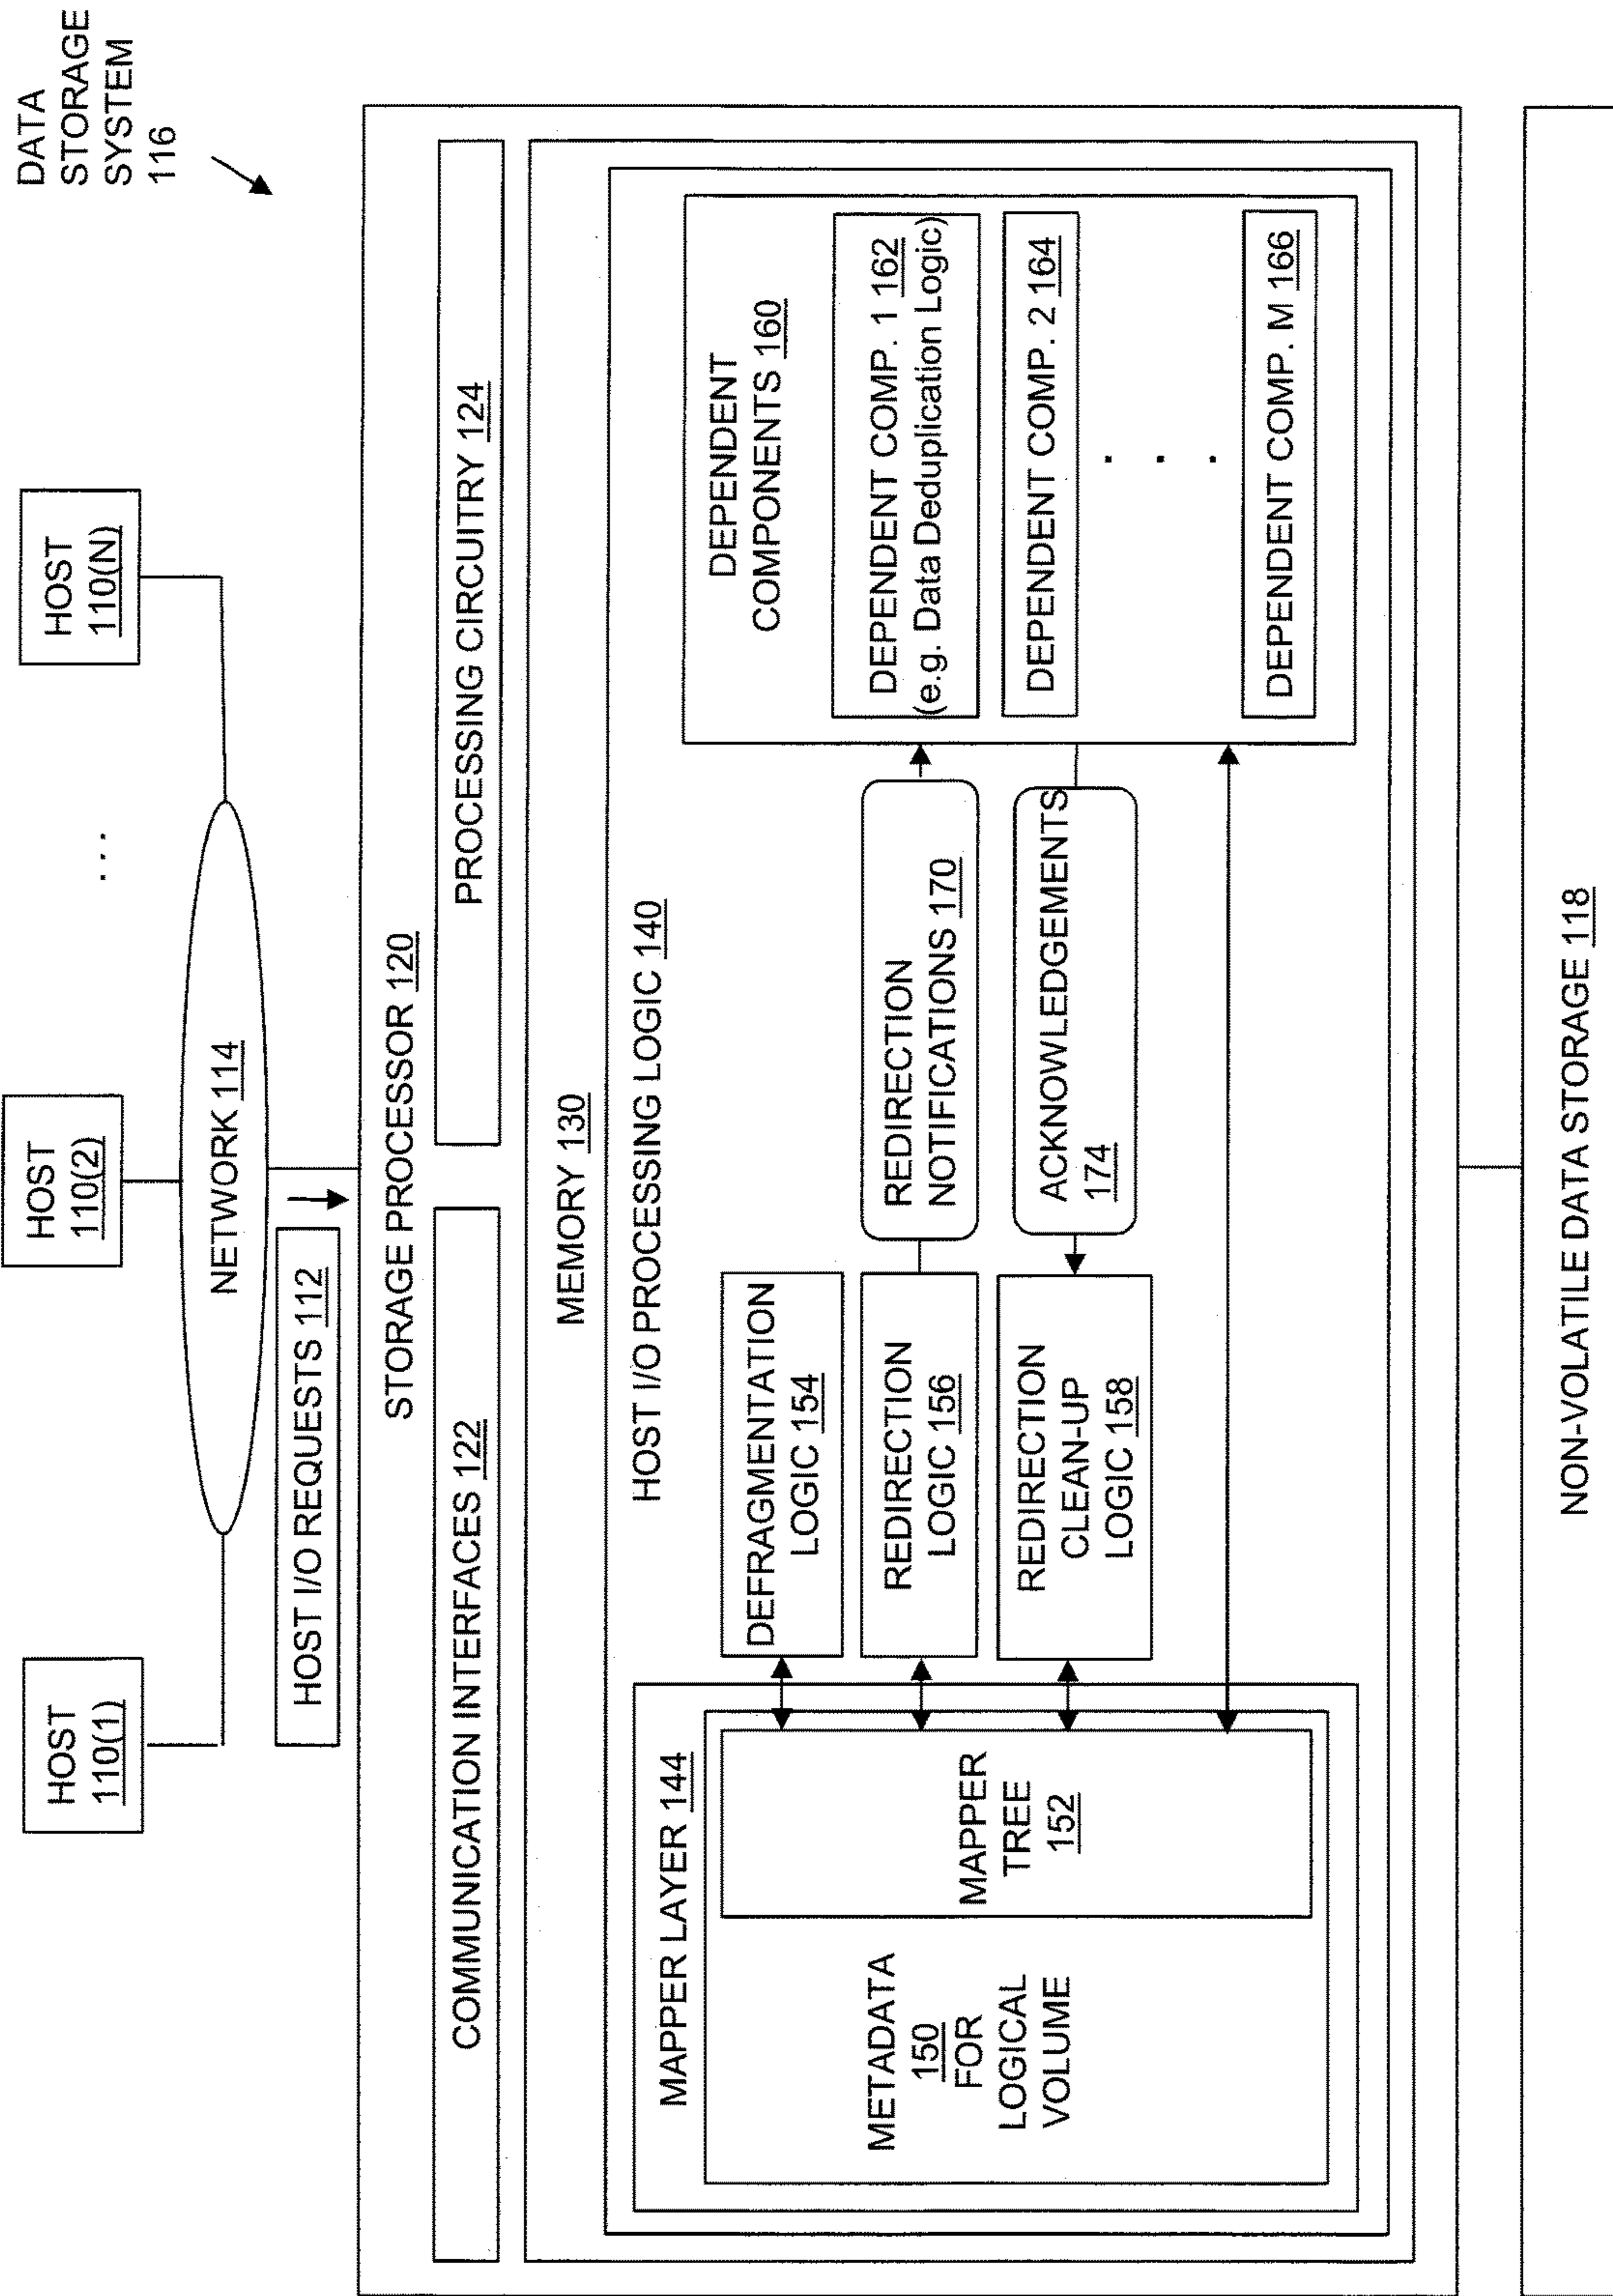 DATA
STORAGE
SYSTEM
116
HOST
110(1)
HOST
110(2)
. . .
HOST
110(N)
NETWORK 114
HOST I/O REQUESTS 112
STORAGE PROCESSOR 120
COMMUNICATION INTERFACES 122
PROCESSING CIRCUITRY 124
MEMORY 130
HOST I/O PROCESSING LOGIC 140
MAPPER LAYER 144
METADATA
150
FOR
LOGICAL
VOLUME
MAPPER
TREE
152
DEFRAGMENTATION
LOGIC 154
REDIRECTION
LOGIC 156
REDIRECTION
CLEAN-UP
LOGIC 158
REDIRECTION
NOTIFICATIONS 170
ACKNOWLEDGEMENTS
174
DEPENDENT
COMPONENTS 160
DEPENDENT COMP. 1 162
(e.g. Data Deduplication Logic)
DEPENDENT COMP. 2 164
.
.
.
DEPENDENT COMP. M 166
NON-VOLATILE DATA STORAGE 118